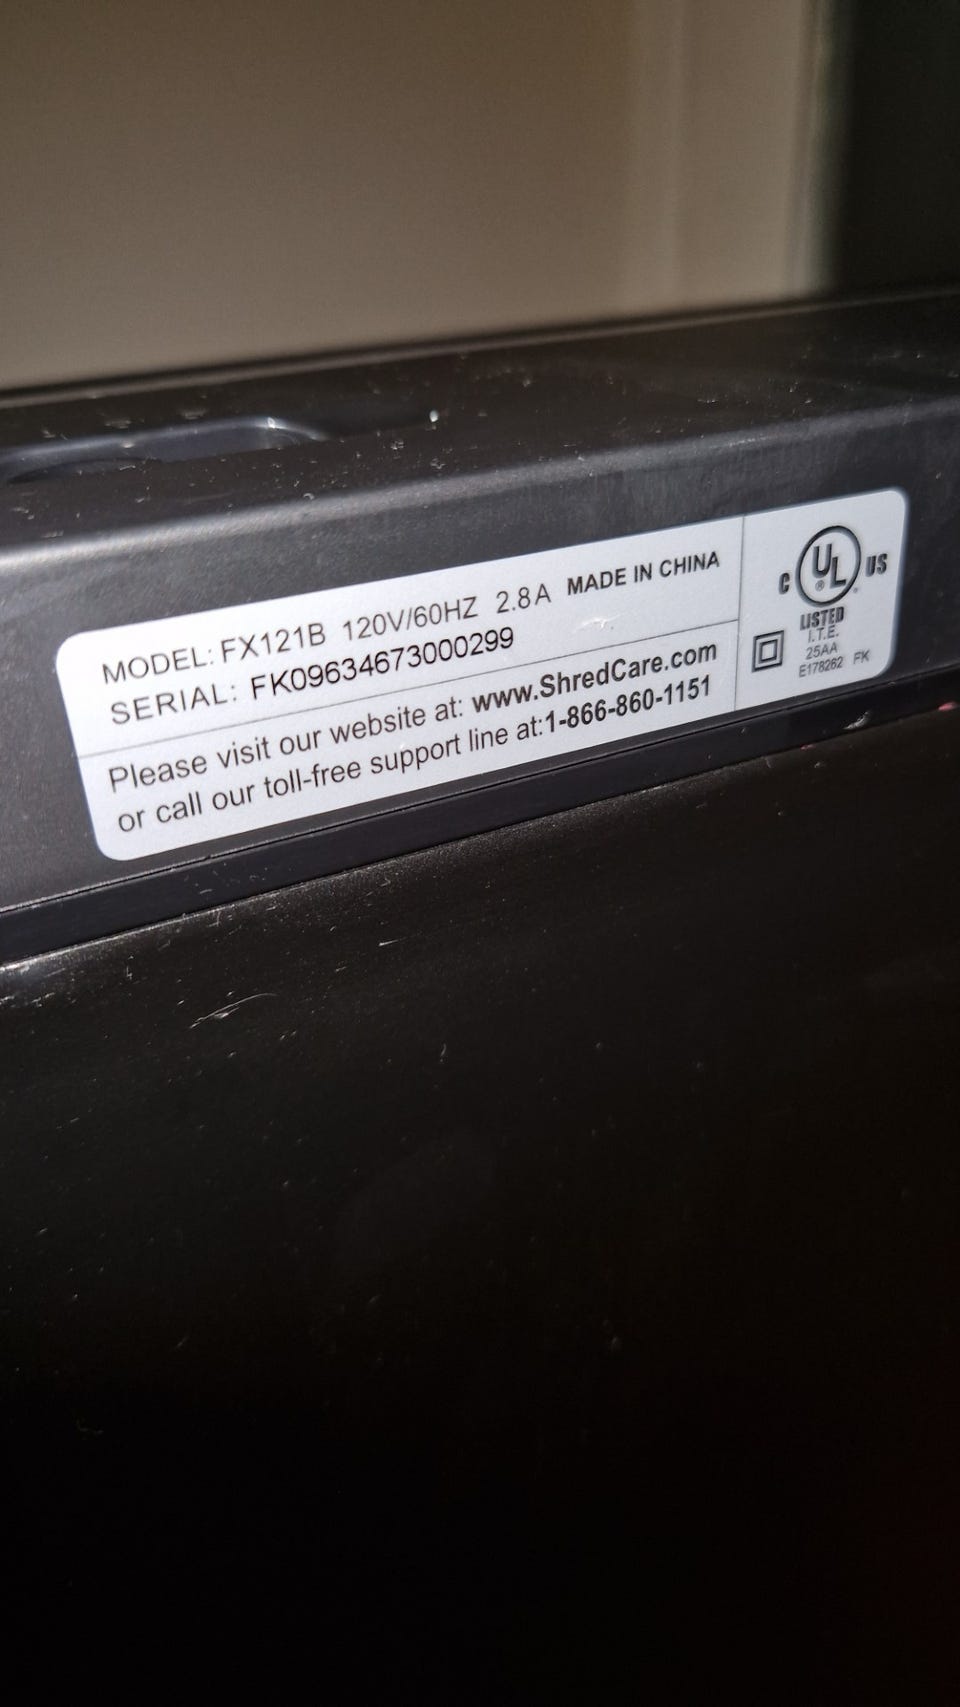 MODEL: FX121B 120V/60HZ 2.8A MADE IN CHINA
SERIAL: FK09634673000299
Please visit our website at: www.ShredCare.com
or call our toll-free support line at:1-866-860-1151
C UL® US
LISTED
I.T.E.
25AA
E178262 FK